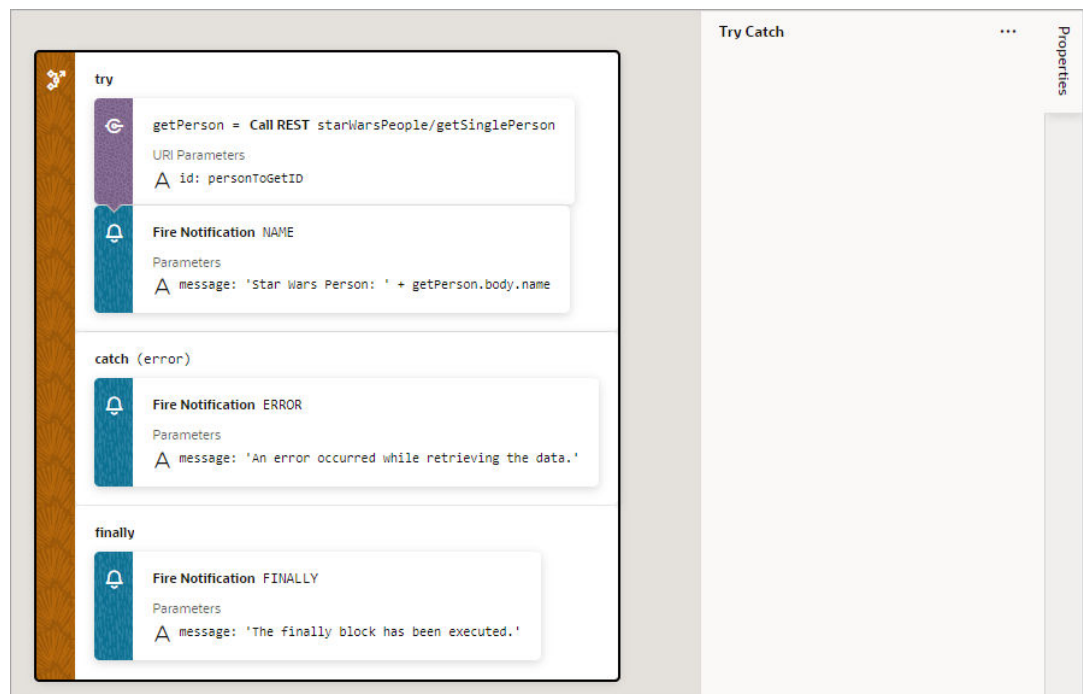 Try Catch
...
Properties
try
getPerson = Call REST starWarsPeople/getSinglePerson
URI Parameters
A id: personToGetID
Fire Notification NAME
Parameters
A message: 'Star Wars Person: ' + getPerson.body.name
catch (error)
Fire Notification ERROR
Parameters
A message: 'An error occurred while retrieving the data.'
finally
Fire Notification FINALLY
Parameters
A message: 'The finally block has been executed.'